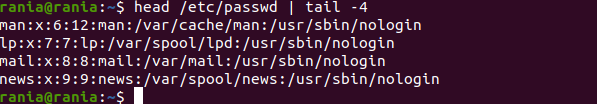 rania@rania:~$ head /etc/passwd | tail -4
man:x:6:12:man:/var/cache/man:/usr/sbin/nologin
lp:x:7:7:lp:/var/spool/lpd:/usr/sbin/nologin
mail:x:8:8:mail:/var/mail:/usr/sbin/nologin
news:x:9:9:news:/var/spool/news:/usr/sbin/nologin
rania@rania:~$